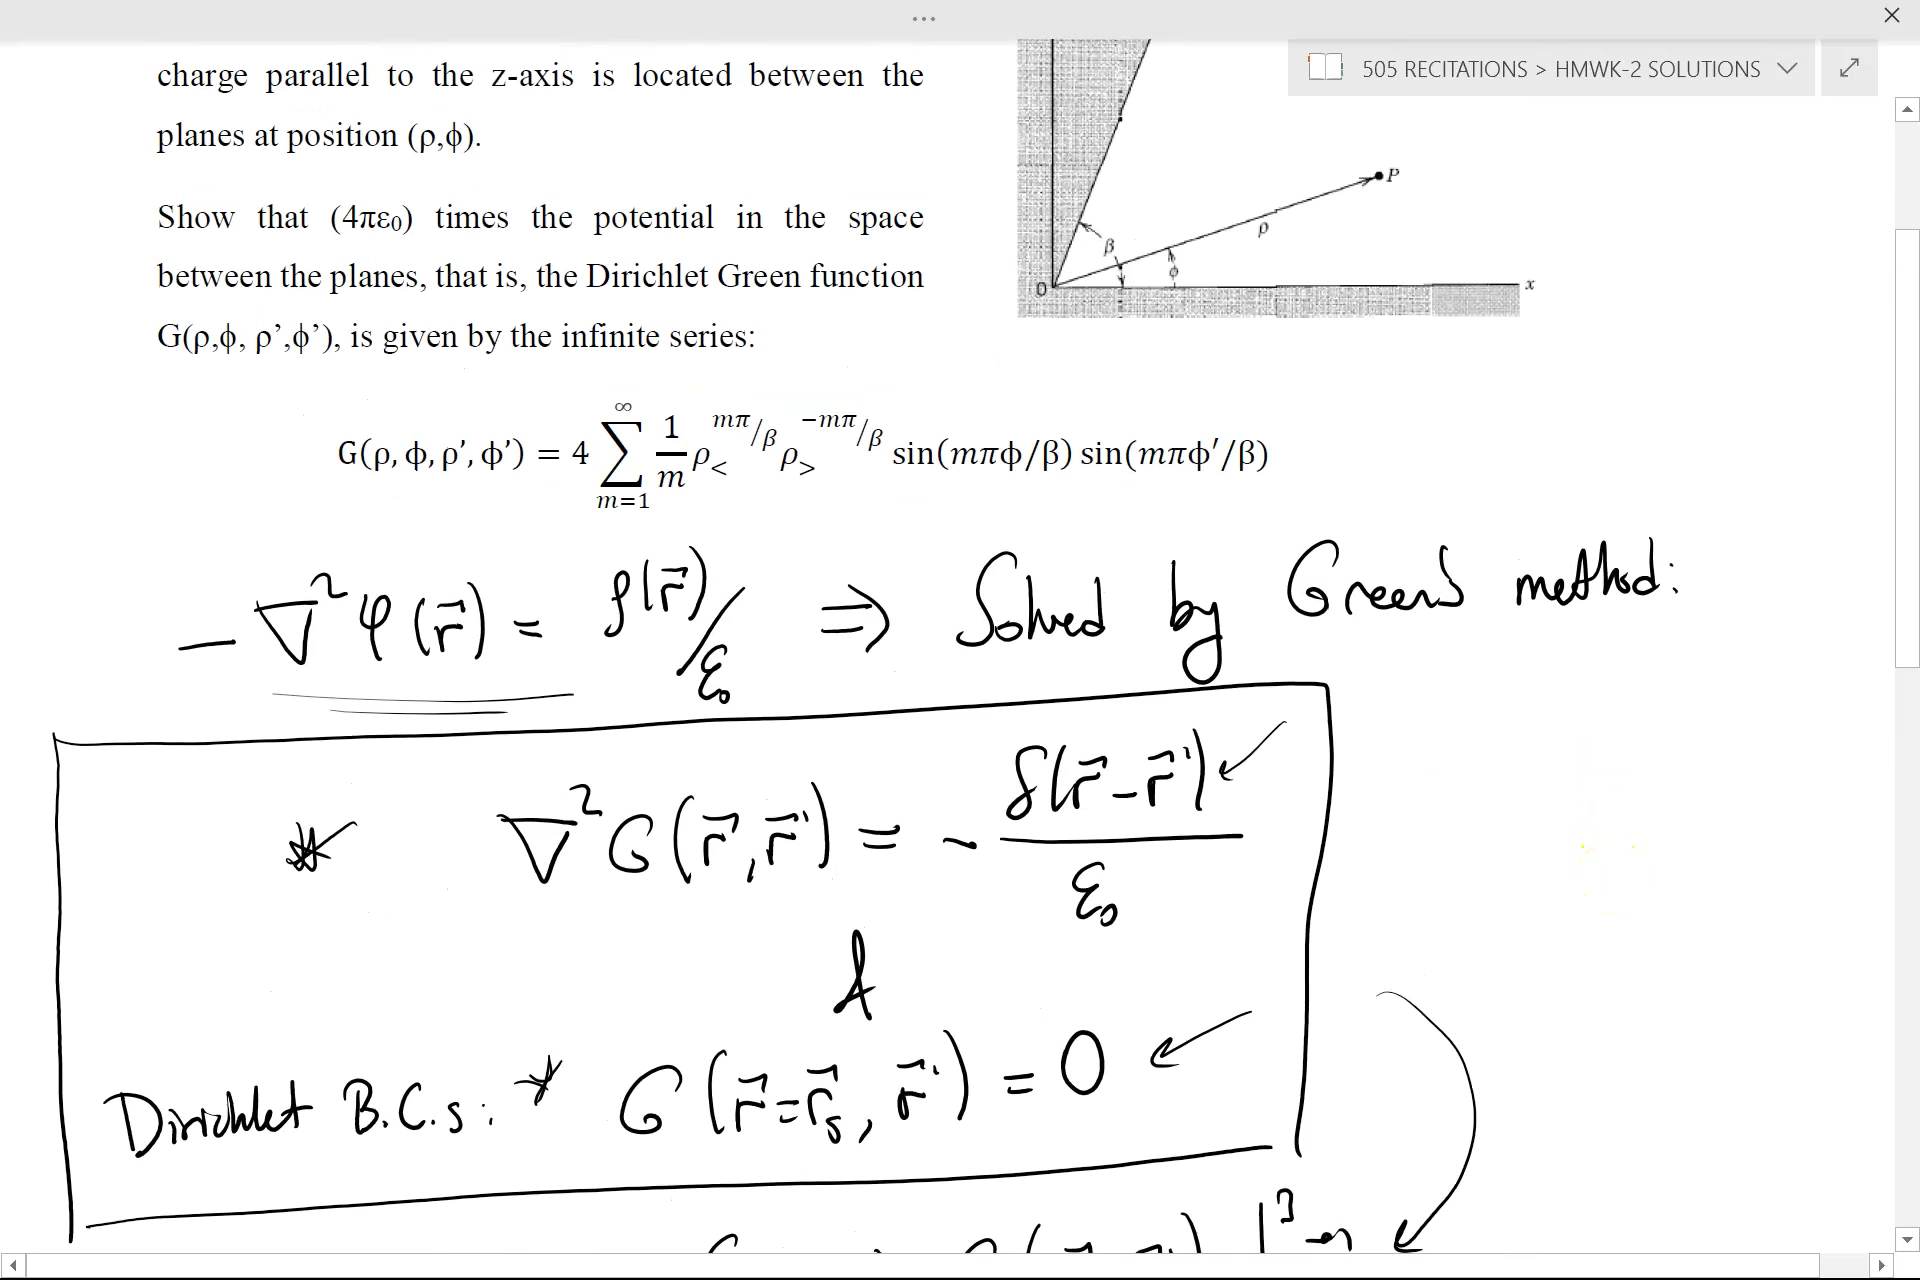 505 RECITATIONS > HMWK-2 SOLUTIONS
charge parallel to the z-axis is located between the
planes at position (ρ,ϕ).
Show that (4πε₀) times the potential in the space
between the planes, that is, the Dirichlet Green function
G(ρ,ϕ, ρ’,ϕ’), is given by the infinite series:
P
ρ
β
ϕ
0
x
G(ρ, ϕ, ρ’, ϕ’) = 4 ∑_{m=1}^{∞} 1/m ρ_<^{mπ/β} ρ_>^{−mπ/β} sin(mπϕ/β) sin(mπϕ′/β)
− ∇²φ(r⃗) = ρ(r⃗)/ε₀ ⇒ Solved by Green's method:
* ∇²G(r⃗, r⃗') = − δ(r⃗ − r⃗')/ε₀
&
Dirichlet B.C.s: * G(r⃗ = r⃗s, r⃗') = 0